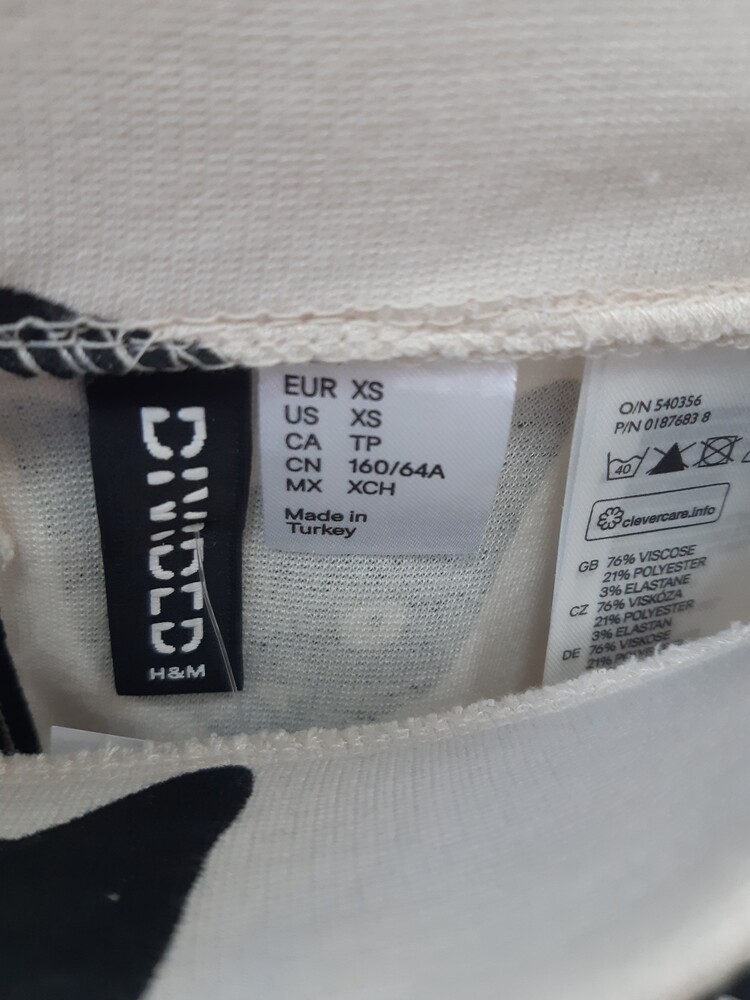 DIVIDED
H&M
EUR XS
US XS
CA TP
CN 160/64A
MX XCH
Made in
Turkey
O/N 540356
P/N 0187683 8
40
clevercare.info
GB 76% VISCOSE
21% POLYESTER
3% ELASTANE
CZ 76% VISKÓZA
21% POLYESTER
3% ELASTAN
DE 76% VISKOSE
21% POLYESTER